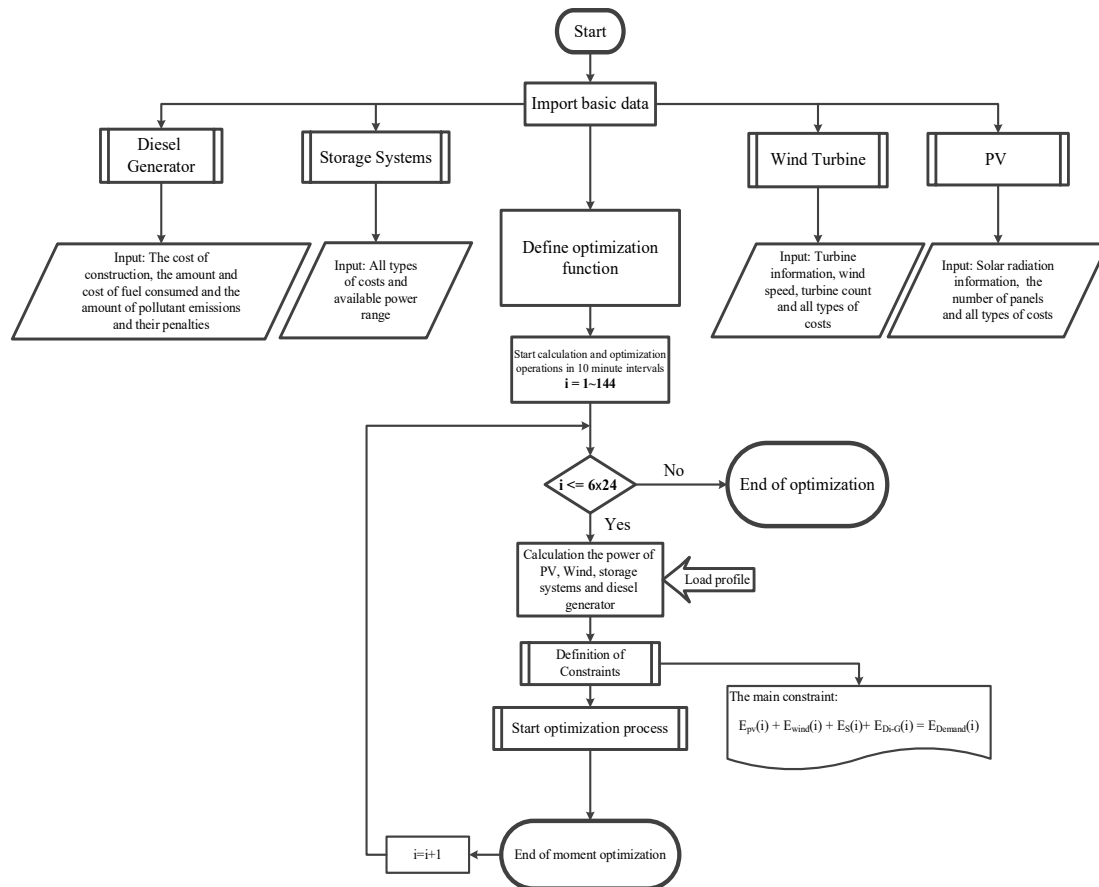 Start
Import basic data
Diesel
Generator
Storage Systems
Wind Turbine
PV
Input: The cost of
construction, the amount and
cost of fuel consumed and the
amount of pollutant emissions
and their penalties
Input: All types
of costs and
available power
range
Define optimization
function
Input: Turbine
information, wind
speed, turbine count
and all types of
costs
Input: Solar radiation
information, the
number of panels
and all types of costs
Start calculation and optimization
operations in 10 minute intervals
i = 1~144
i <= 6x24
No
End of optimization
Yes
Calculation the power of
PV, Wind, storage
systems and diesel
generator
Load profile
Definition of
Constraints
The main constraint:
E_pv(i) + E_wind(i) + E_S(i)+ E_Di-G(i) = E_Demand(i)
Start optimization process
End of moment optimization
i=i+1